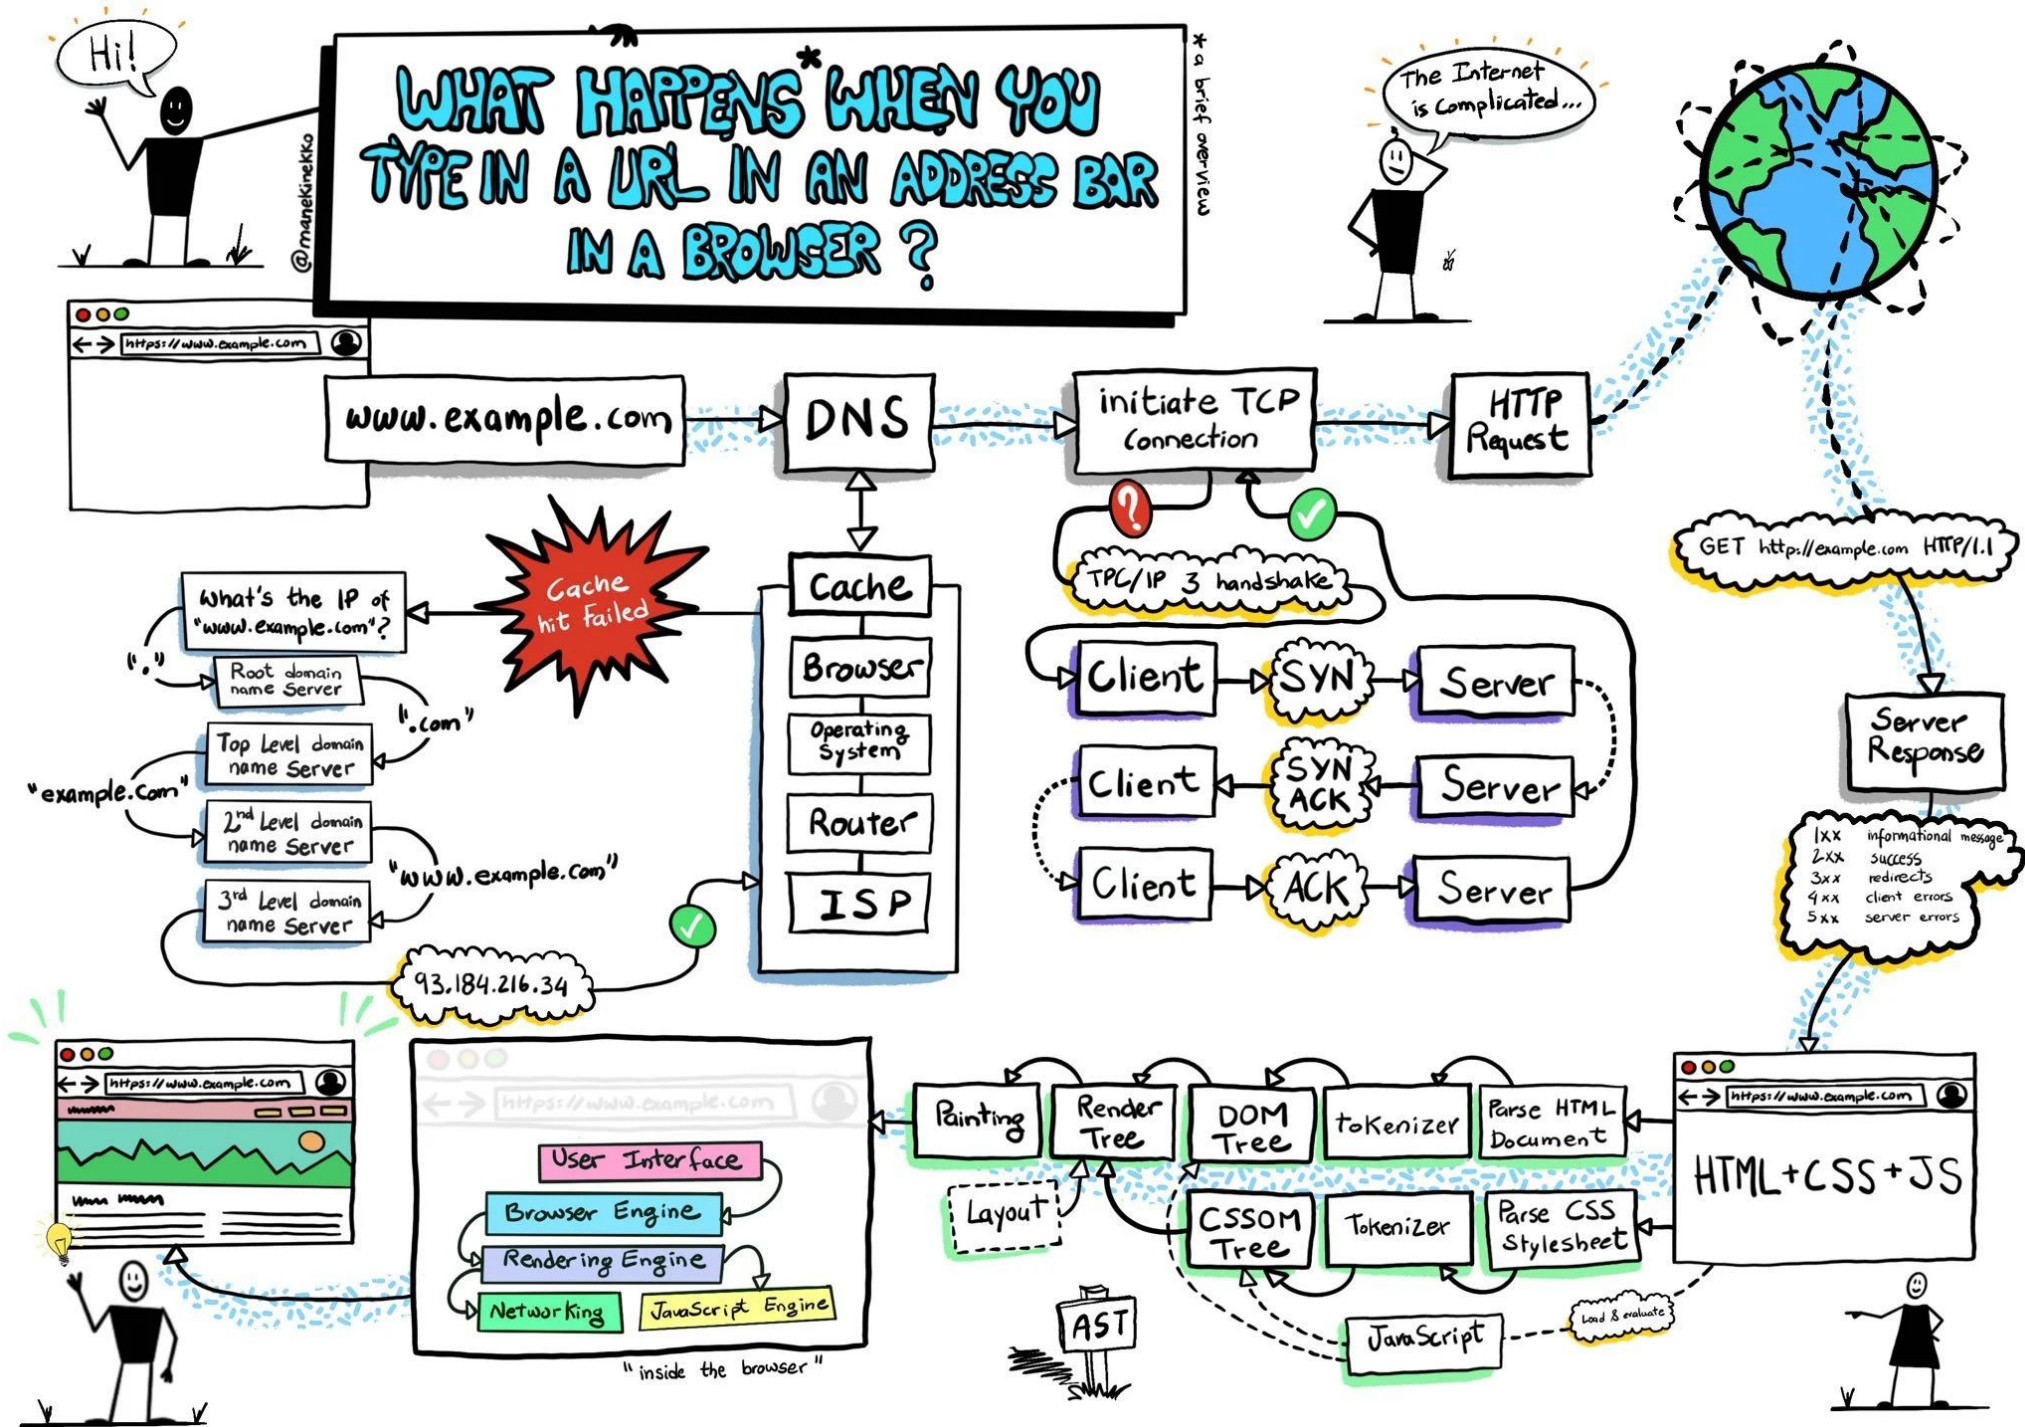 Hi!
WHAT HAPPENS* WHEN YOU
TYPE IN A URL IN AN ADDRESS BAR
IN A BROWSER ?
* a brief overview
@manekinekko
The Internet
is complicated...
https://www.example.com
www.example.com
DNS
initiate TCP
Connection
HTTP
Request
GET http://example.com HTTP/1.1
Server
Response
1xx informational message
2xx success
3xx redirects
4xx client errors
5xx server errors
Cache
hit Failed
Cache
Browser
Operating
System
Router
ISP
What's the IP of
"www.example.com"?
"."
Root domain
name Server
".com"
Top Level domain
name Server
"example.com"
2nd Level domain
name Server
"www.example.com"
3rd Level domain
name Server
93.184.216.34
?
TPC/IP 3 handshake
Client
SYN
Server
Client
SYN
ACK
Server
Client
ACK
Server
https://www.example.com
HTML+CSS+JS
Parse HTML
Document
toKenizer
DOM
Tree
Render
Tree
Painting
Layout
Parse CSS
Stylesheet
Tokenizer
CSSOM
Tree
Load & evaluate
JavaScript
AST
https://www.example.com
User Interface
Browser Engine
Rendering Engine
Networking
JavaScript Engine
"inside the browser"
https://www.example.com